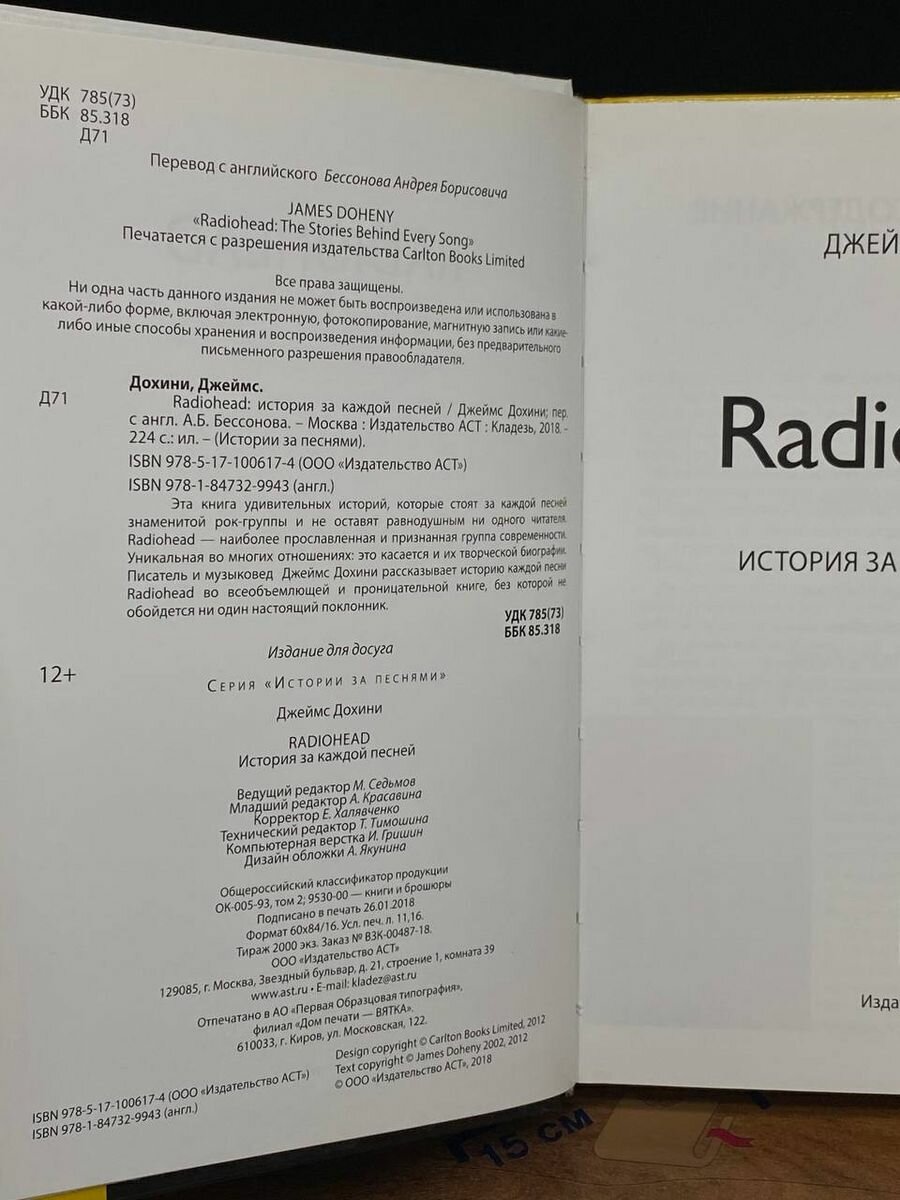 УДК 785(73)
ББК 85.318
Д71
Перевод с английского Бессонова Андрея Борисовича
JAMES DOHENY
«Radiohead: The Stories Behind Every Song»
Печатается с разрешения издательства Carlton Books Limited
Все права защищены.
Ни одна часть данного издания не может быть воспроизведена или использована в
какой-либо форме, включая электронную, фотокопирование, магнитную запись или какие-
либо иные способы хранения и воспроизведения информации, без предварительного
письменного разрешения правообладателя.
Дохини, Джеймс.
Д71 Radiohead: история за каждой песней / Джеймс Дохини; пер.
с англ. А.Б. Бессонова. – Москва : Издательство АСТ : Кладезь, 2018. -
224 с.: ил. – (Истории за песнями).
ISBN 978-5-17-100617-4 (ООО «Издательство АСТ»)
ISBN 978-1-84732-9943 (англ.)
Эта книга удивительных историй, которые стоят за каждой песней
знаменитой рок-группы и не оставят равнодушным ни одного читателя.
Radiohead — наиболее прославленная и признанная группа современности.
Уникальная во многих отношениях: это касается и их творческой биографии.
Писатель и музыковед Джеймс Дохини рассказывает историю каждой песни
Radiohead во всеобъемлющей и проницательной книге, без которой не
обойдется ни один настоящий поклонник.
УДК 785(73)
ББК 85.318
Издание для досуга
12+
Серия «Истории за песнями»
Джеймс Дохини
RADIOHEAD
История за каждой песней
Ведущий редактор М. Седьмов
Младший редактор А. Красавина
Корректор Е. Халявченко
Технический редактор Т. Тимошина
Компьютерная верстка И. Гришин
Дизайн обложки А. Якунина
Общероссийский классификатор продукции
ОК-005-93, том 2; 9530-00 — книги и брошюры
Подписано в печать 26.01.2018
Формат 60х84/16. Усл. печ. л. 11,16.
Тираж 2000 экз. Заказ № ВЗК-00487-18.
ООО «Издательство АСТ»
129085, г. Москва, Звездный бульвар, д. 21, строение 1, комната 39
www.ast.ru • E-mail: kladez@ast.ru
Отпечатано в АО «Первая Образцовая типография»,
филиал «Дом печати — ВЯТКА».
610033, г. Киров, ул. Московская, 122.
Design copyright © Carlton Books Limited, 2012
Text copyright © James Doheny 2002, 2012
© ООО «Издательство АСТ», 2018
ISBN 978-5-17-100617-4 (ООО «Издательство АСТ»)
ISBN 978-1-84732-9943 (англ.)
СОДЕРЖАНИЕ
ДЖЕЙ
Radio
ИСТОРИЯ ЗА
Изда
15 см